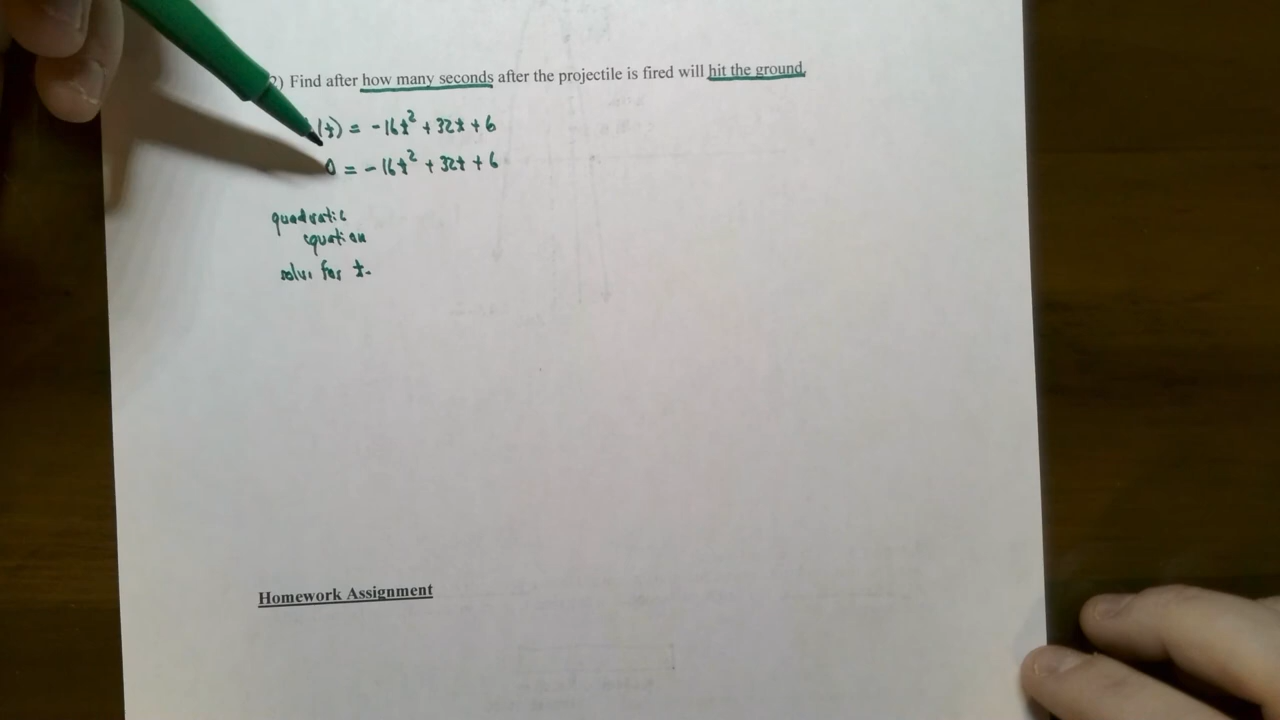 2) Find after how many seconds after the projectile is fired will hit the ground.
(t) = -16t² + 32t + 6
0 = -16t² + 32t + 6
quadratic
equation
solve for t.
Homework Assignment